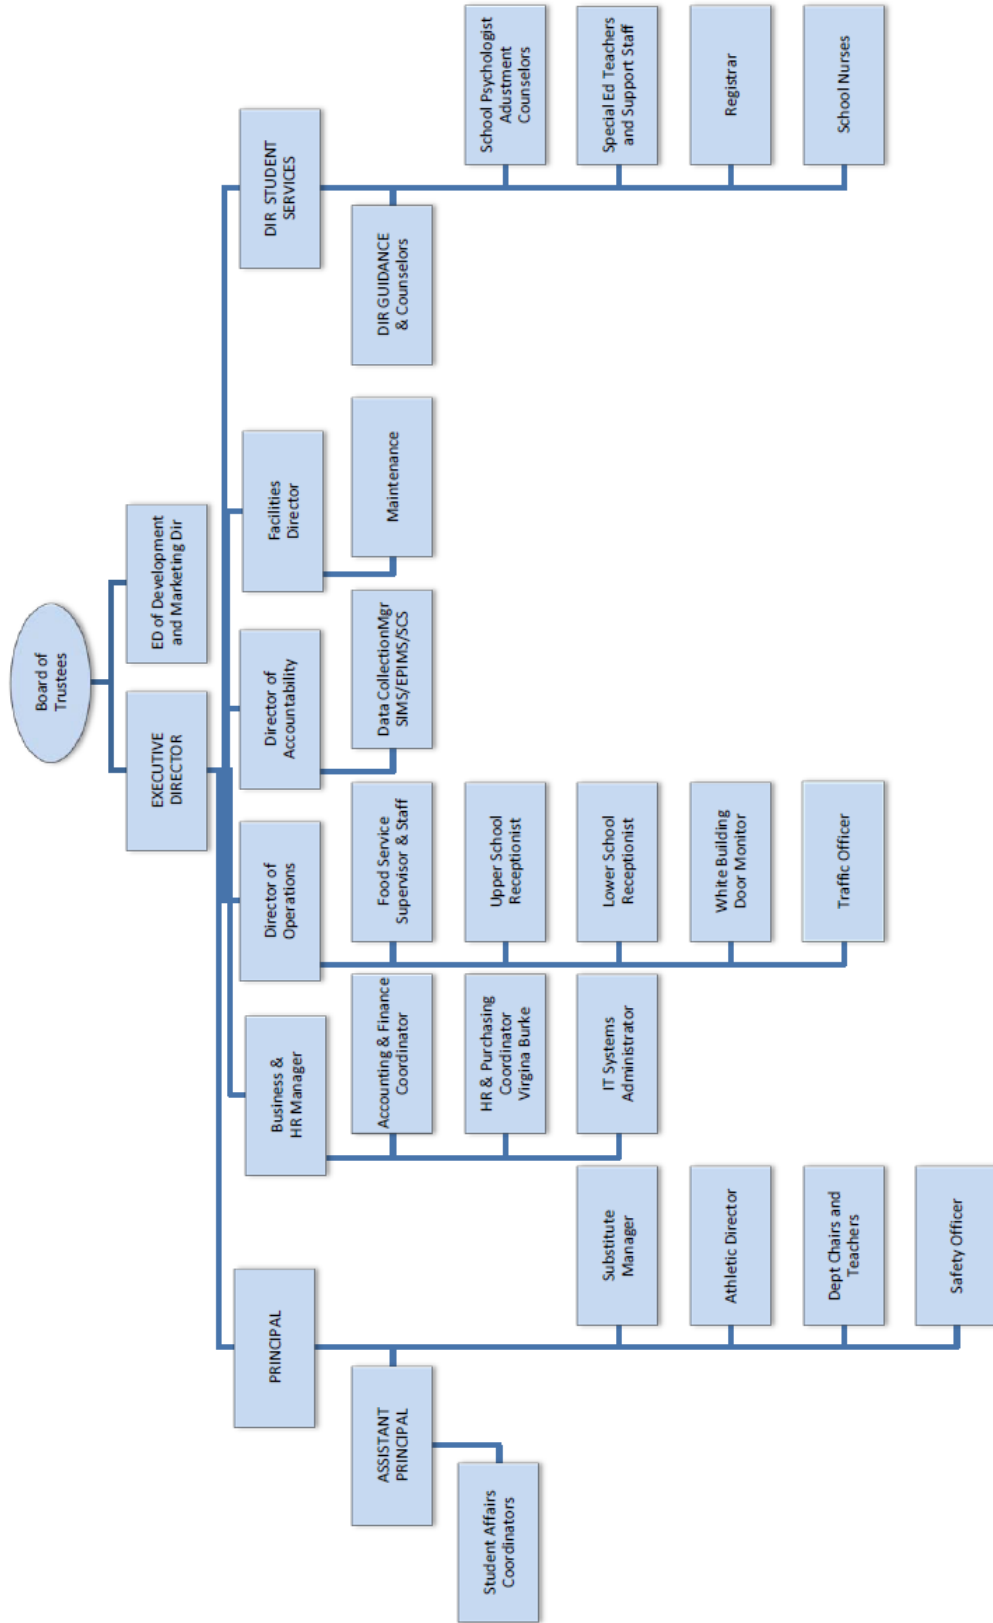 Board of
Trustees
EXECUTIVE
DIRECTOR
ED of Development
and Marketing Dir
PRINCIPAL
Business &
HR Manager
Director of
Operations
Director of
Accountability
Facilities
Director
DIR STUDENT
SERVICES
ASSISTANT
PRINCIPAL
Accounting & Finance
Coordinator
Food Service
Supervisor & Staff
Data CollectionMgr
SIMS/EPIMS/SCS
Maintenance
DIR GUIDANCE
& Counselors
Student Affairs
Coordinators
HR & Purchasing
Coordinator
Virgina Burke
Upper School
Receptionist
School Psychologist
Adustment
Counselors
Substitute
Manager
IT Systems
Administrator
Lower School
Receptionist
Special Ed Teachers
and Support Staff
Athletic Director
White Building
Door Monitor
Registrar
Dept Chairs and
Teachers
Traffic Officer
School Nurses
Safety Officer